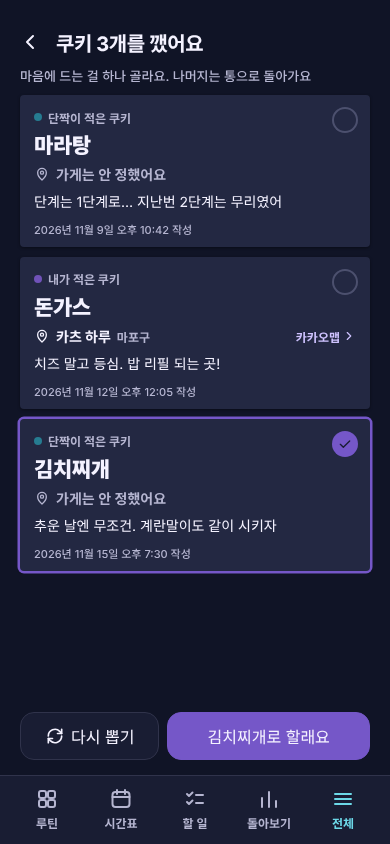 쿠키 3개를 깼어요
마음에 드는 걸 하나 골라요. 나머지는 통으로 돌아가요
단짝이 적은 쿠키
마라탕
가게는 안 정했어요
단계는 1단계로... 지난번 2단계는 무리였어
2026년 11월 9일 오후 10:42 작성
내가 적은 쿠키
돈가스
카츠 하루 마포구 카카오맵
치즈 말고 등심. 밥 리필 되는 곳!
2026년 11월 12일 오후 12:05 작성
단짝이 적은 쿠키
김치찌개
가게는 안 정했어요
추운 날엔 무조건. 계란말이도 같이 시키자
2026년 11월 15일 오후 7:30 작성
다시 뽑기 김치찌개로 할래요
루틴 시간표 할 일 돌아보기 전체